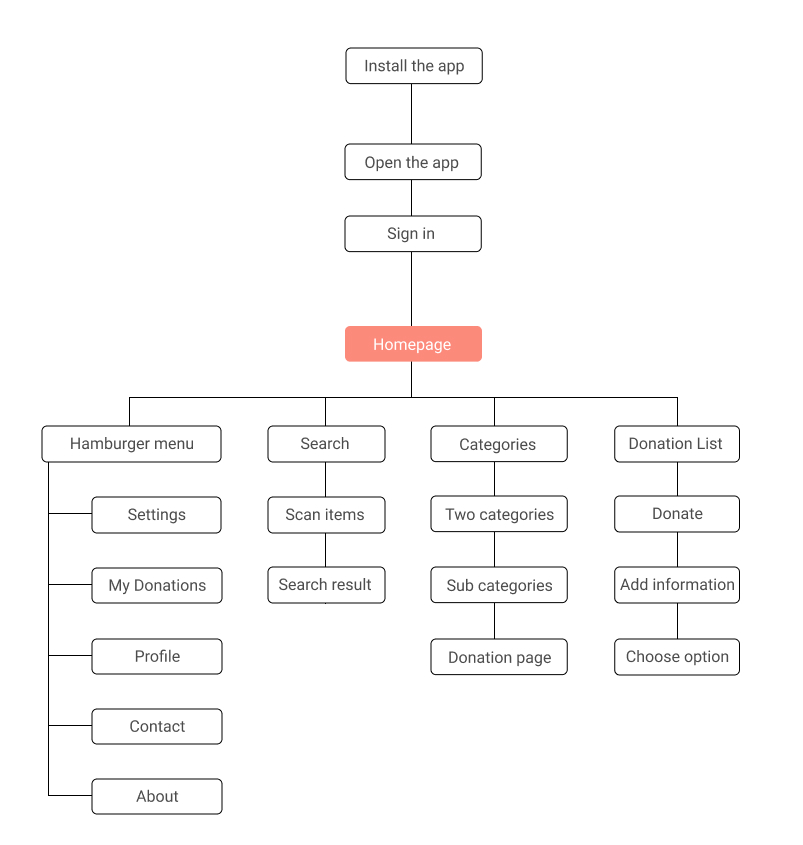 Install the app
Open the app
Sign in
Homepage
Hamburger menu
Search
Categories
Donation List
Settings
Scan items
Two categories
Donate
My Donations
Search result
Sub categories
Add information
Profile
Donation page
Choose option
Contact
About